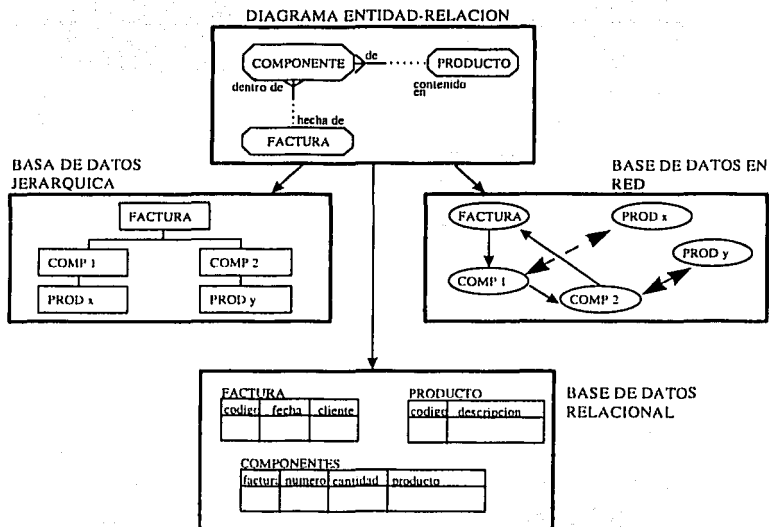 DIAGRAMA ENTIDAD-RELACION
COMPONENTE
de
PRODUCTO
dentro de
contenido
en
hecha de
FACTURA
BASA DE DATOS
JERARQUICA
BASE DE DATOS EN
RED
FACTURA
COMP 1
COMP 2
PROD x
PROD y
FACTURA
PROD x
PROD y
COMP 1
COMP 2
FACTURA
codigo fecha cliente
PRODUCTO
codigo descripcion
BASE DE DATOS
RELACIONAL
COMPONENTES
factura numero cantidad producto